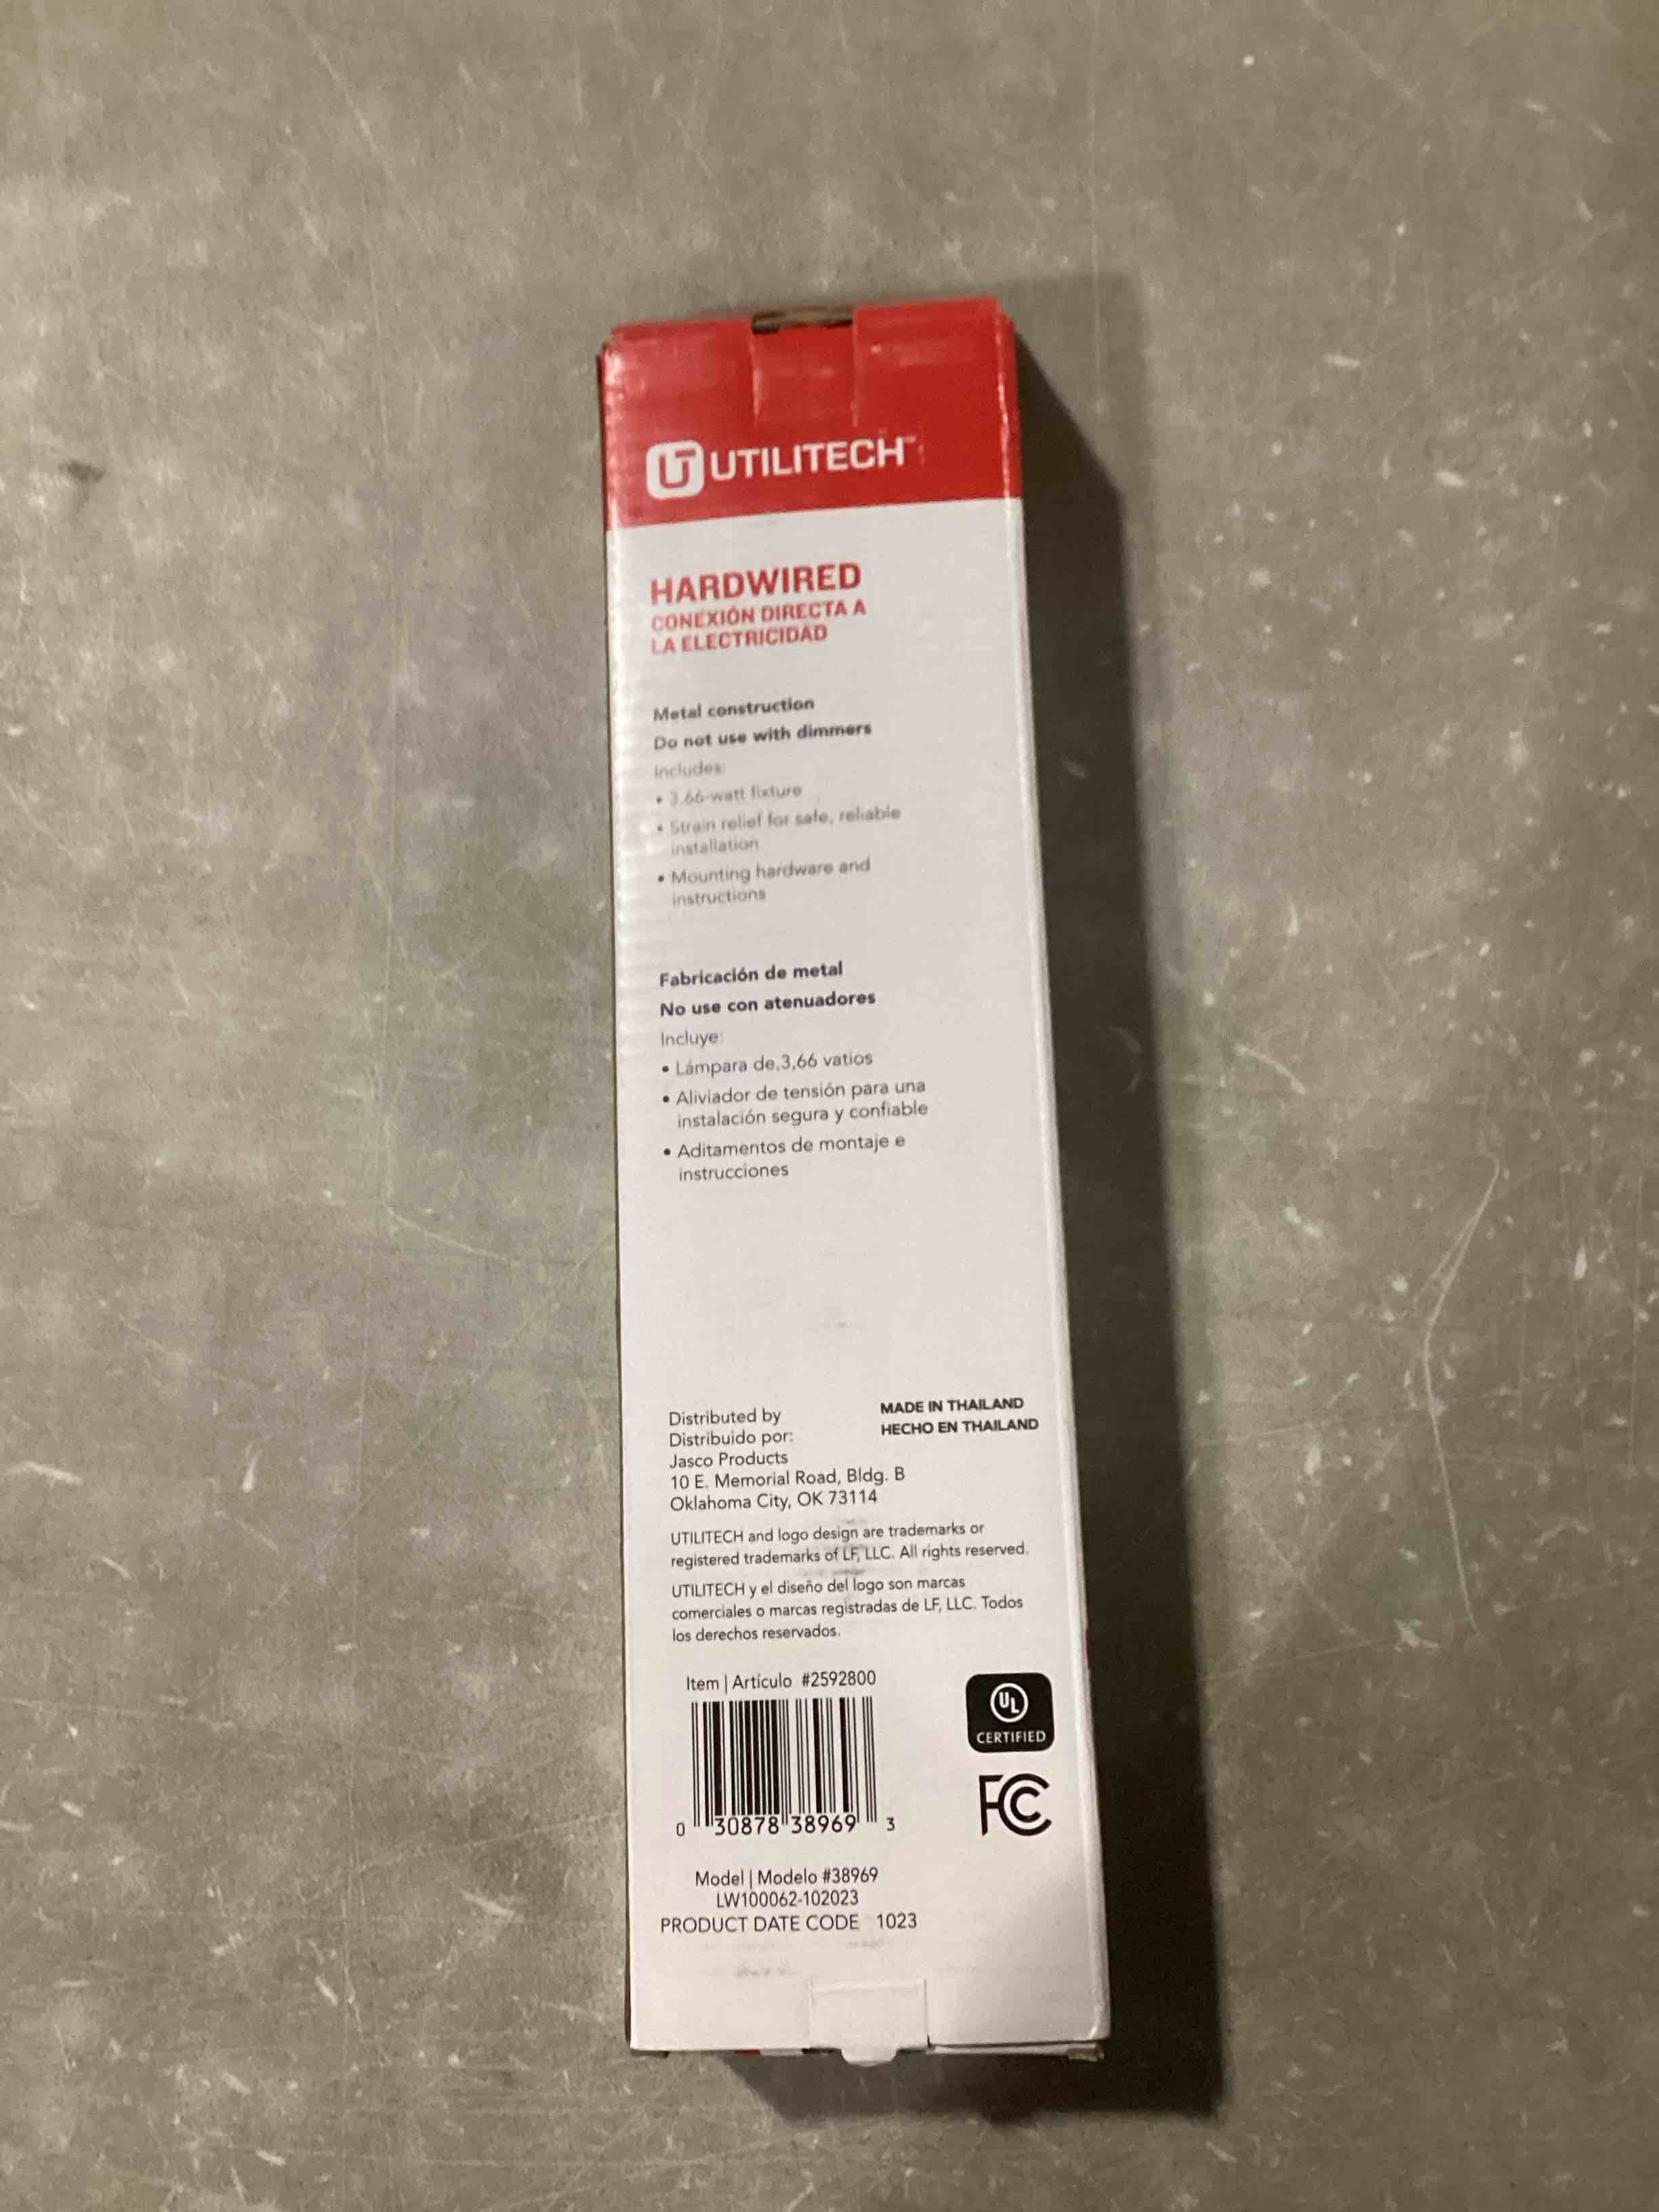 UT UTILITECH™
HARDWIRED
CONEXIÓN DIRECTA A
LA ELECTRICIDAD
Metal construction
Do not use with dimmers
Includes:
• 3.66-watt fixture
• Strain relief for safe, reliable
installation
• Mounting hardware and
instructions
Fabricación de metal
No use con atenuadores
Incluye:
• Lámpara de.3,66 vatios
• Aliviador de tensión para una
instalación segura y confiable
• Aditamentos de montaje e
instrucciones
MADE IN THAILAND
HECHO EN THAILAND
Distributed by
Distribuido por:
Jasco Products
10 E. Memorial Road, Bldg. B
Oklahoma City, OK 73114
UTILITECH and logo design are trademarks or
registered trademarks of LF, LLC. All rights reserved.
UTILITECH y el diseño del logo son marcas
comerciales o marcas registradas de LF, LLC. Todos
los derechos reservados.
Item | Artículo #2592800
0 30878 38969 3
UL
CERTIFIED
FC
Model | Modelo #38969
LW100062-102023
PRODUCT DATE CODE 1023